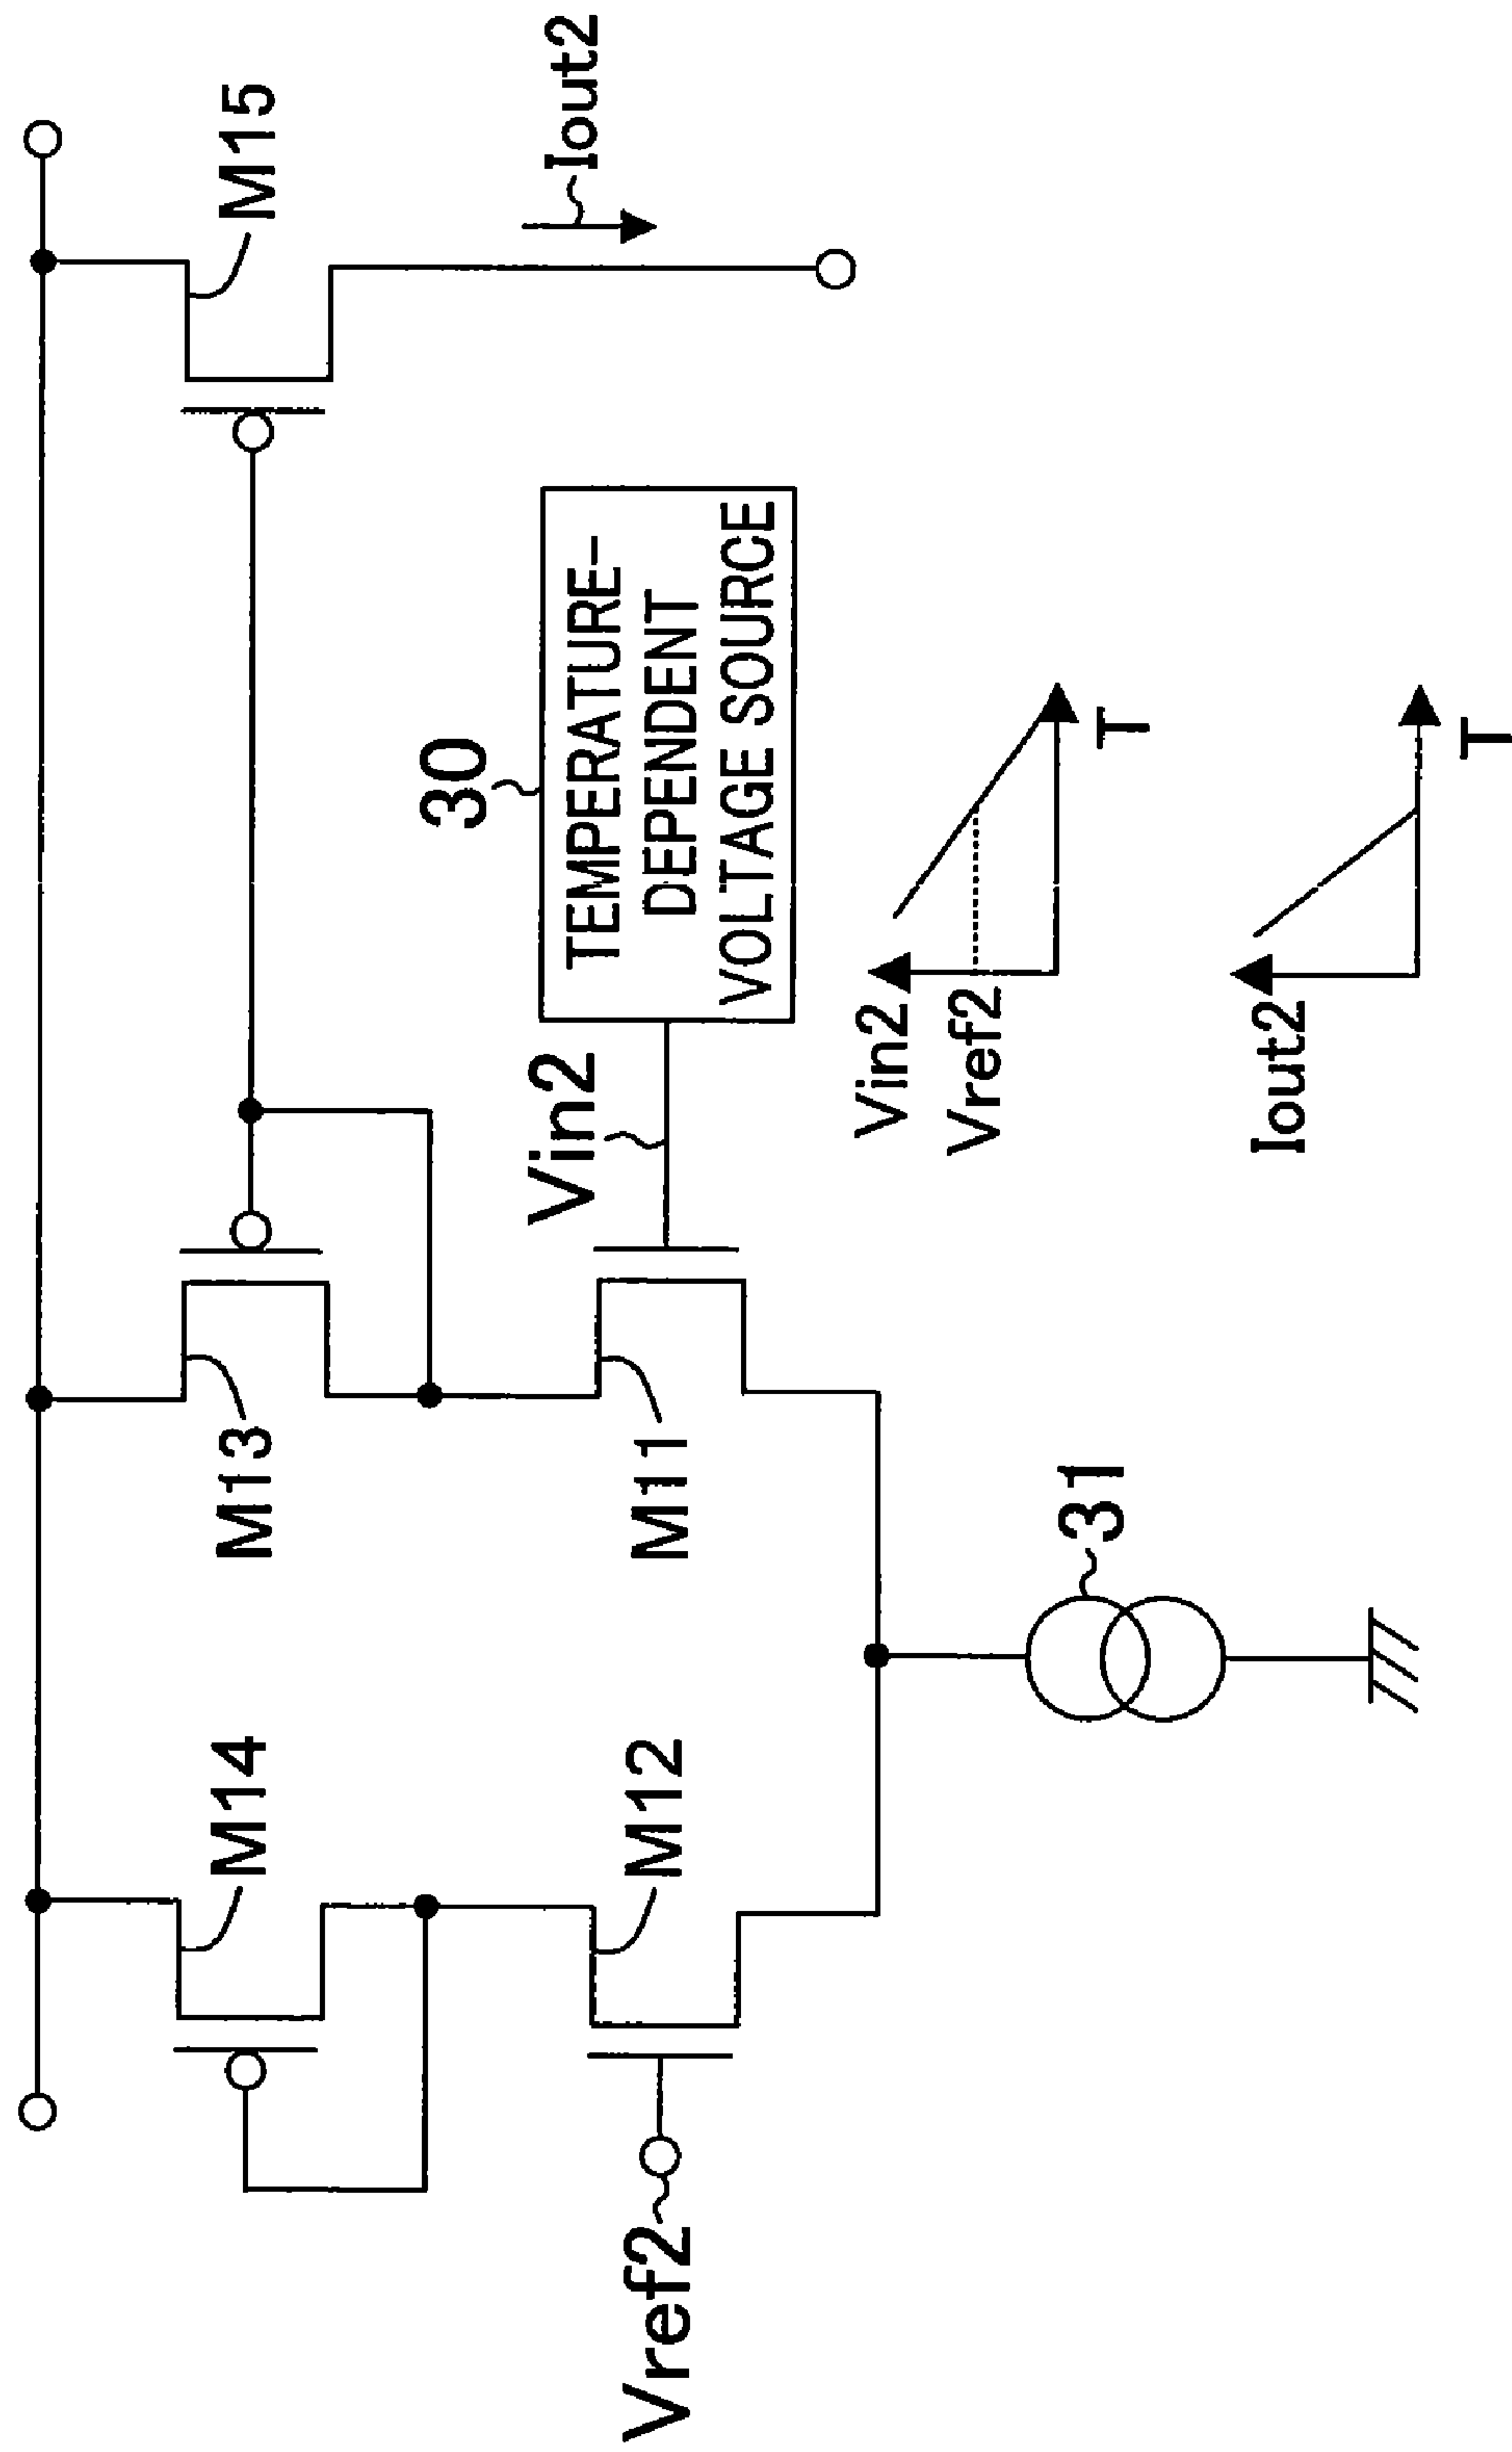 M14
M13
M15
Iout2
30
TEMPERATURE-
DEPENDENT
VOLTAGE SOURCE
Vin2
Vref2
M12
M11
31
Vin2
Vref2
T
Iout2
T